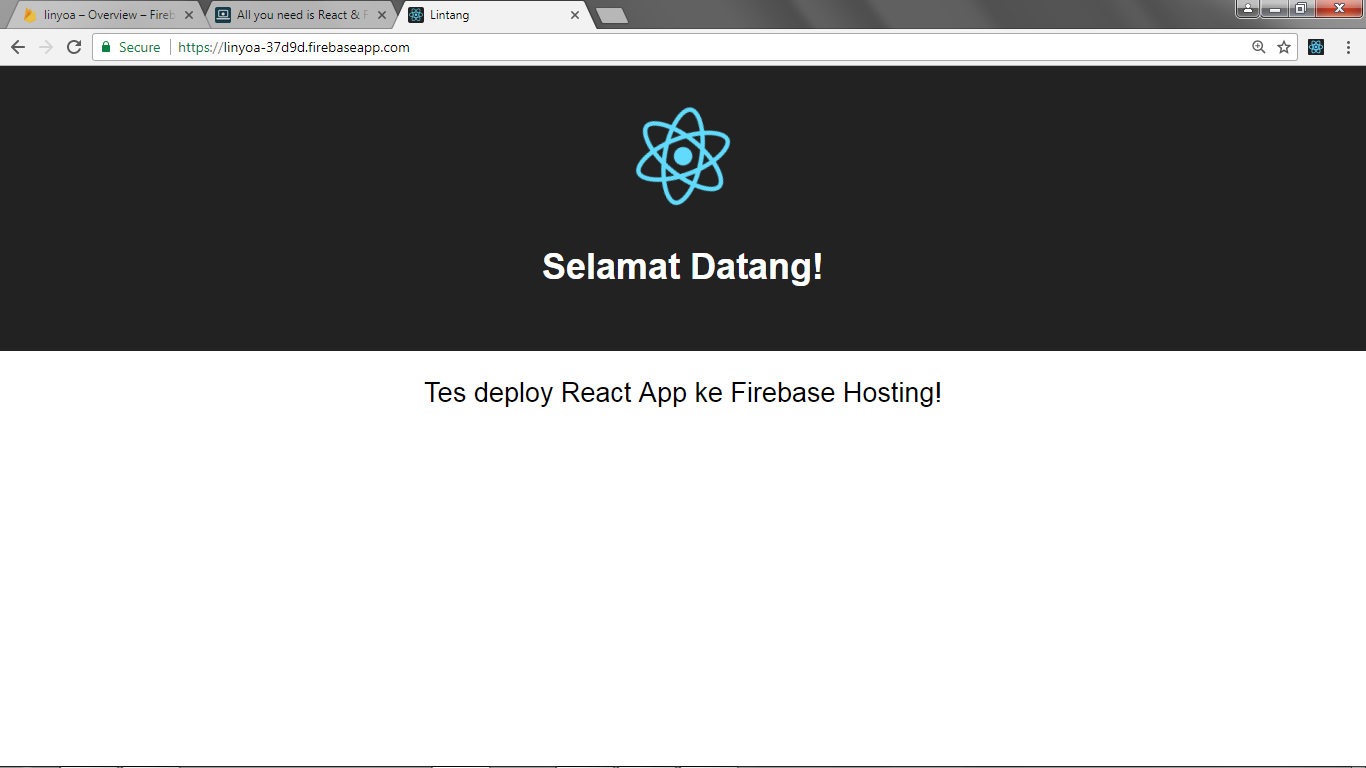 linyoa – Overview – Fireb
All you need is React & F
Lintang
Secure
https://linyoa-37d9d.firebaseapp.com
Selamat Datang!
Tes deploy React App ke Firebase Hosting!